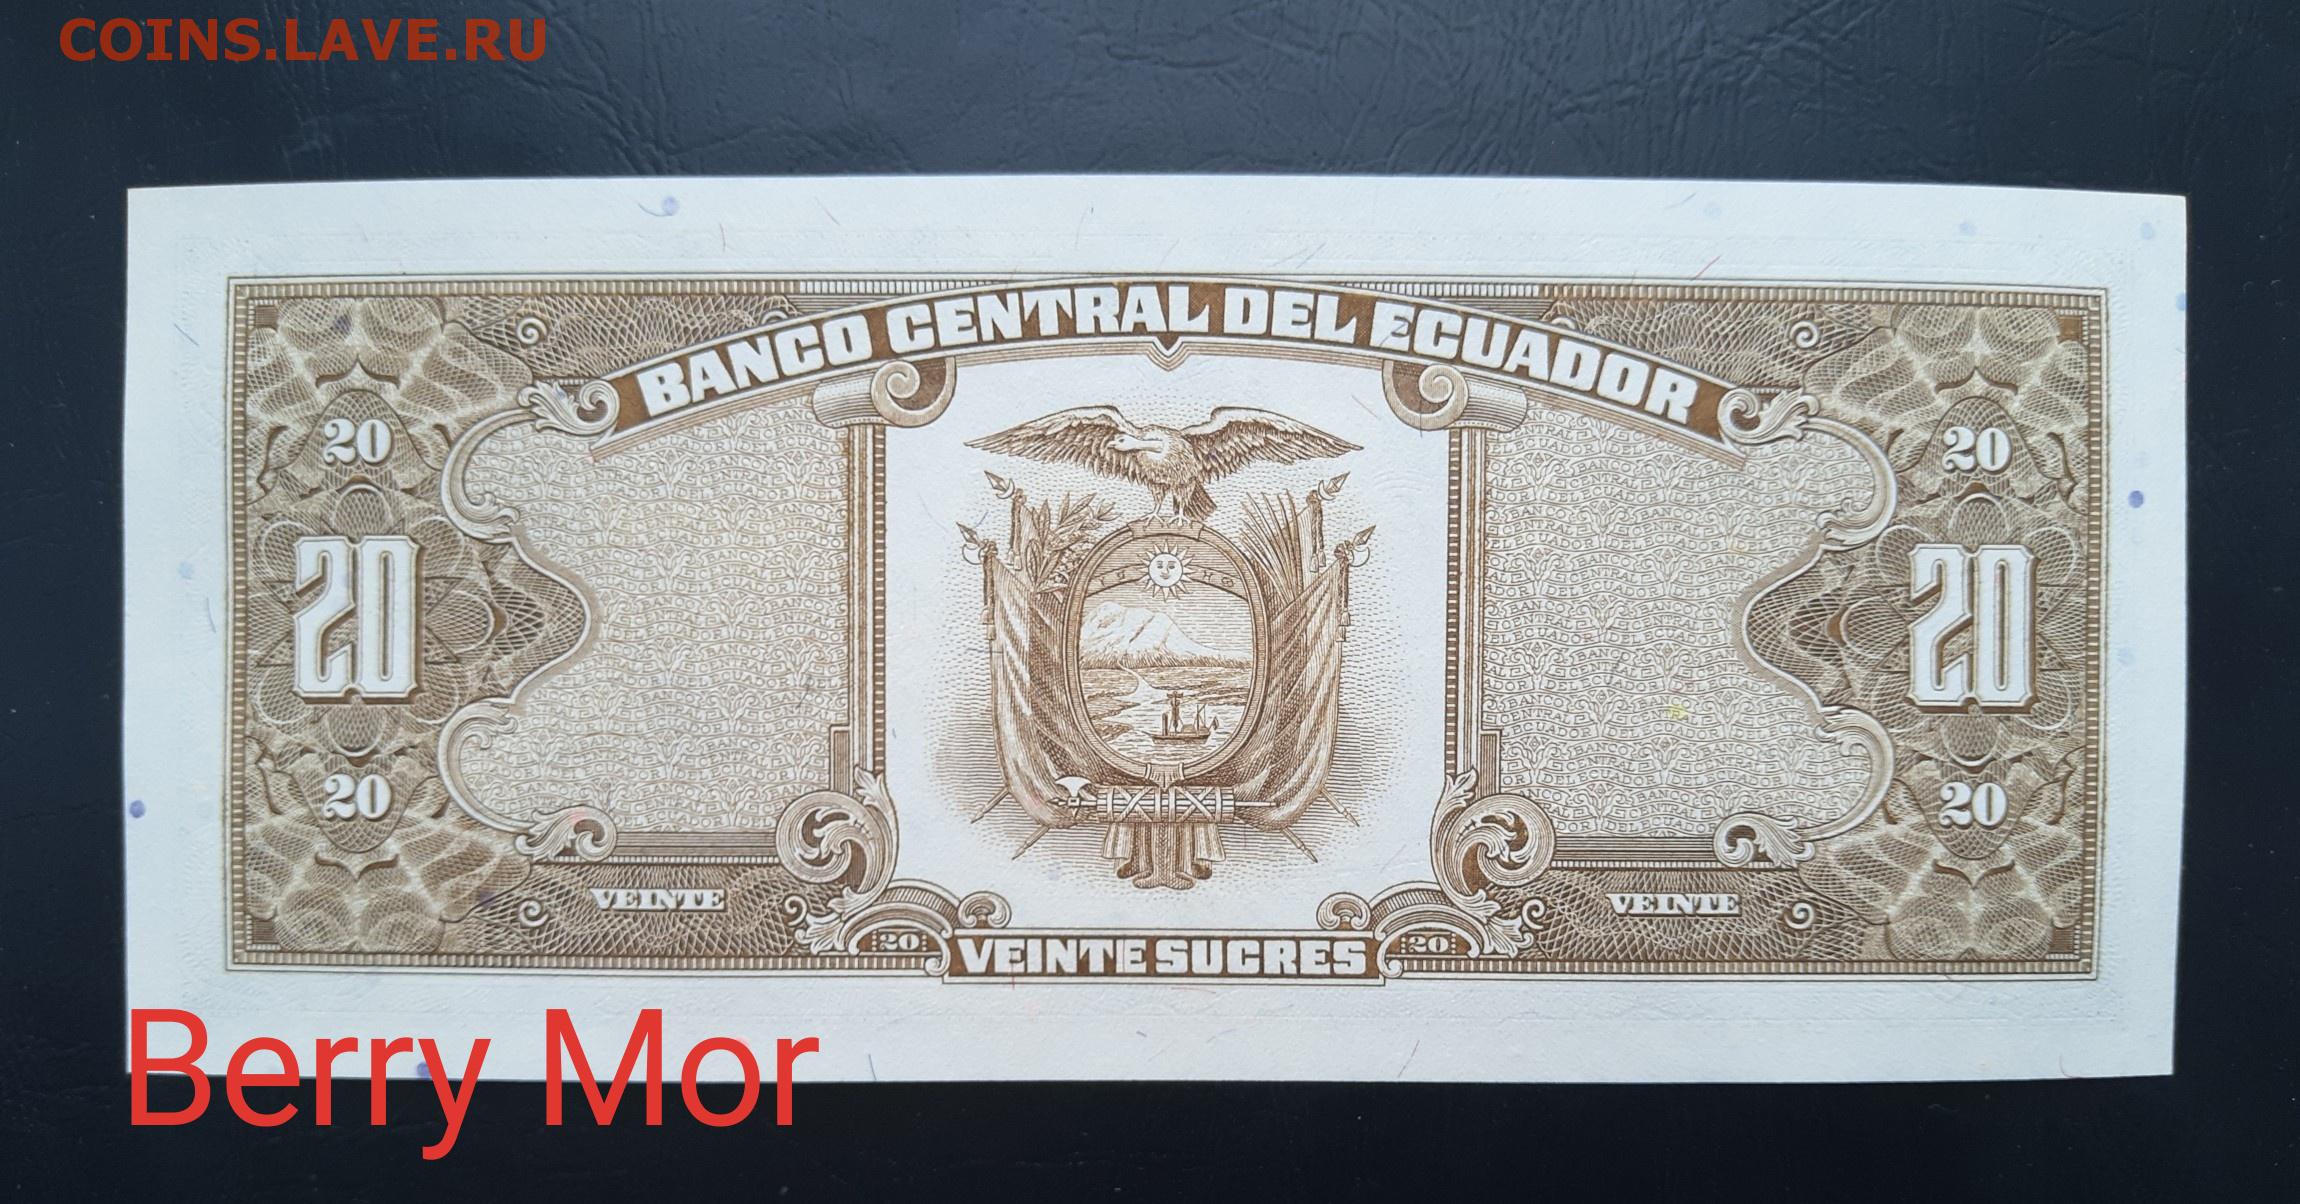 COINS.LAVE.RU
BANCO CENTRAL DEL ECUADOR
20 20
20 20
20 20
VEINTE VEINTE
20 VEINTE SUCRES 20
Berry Mor